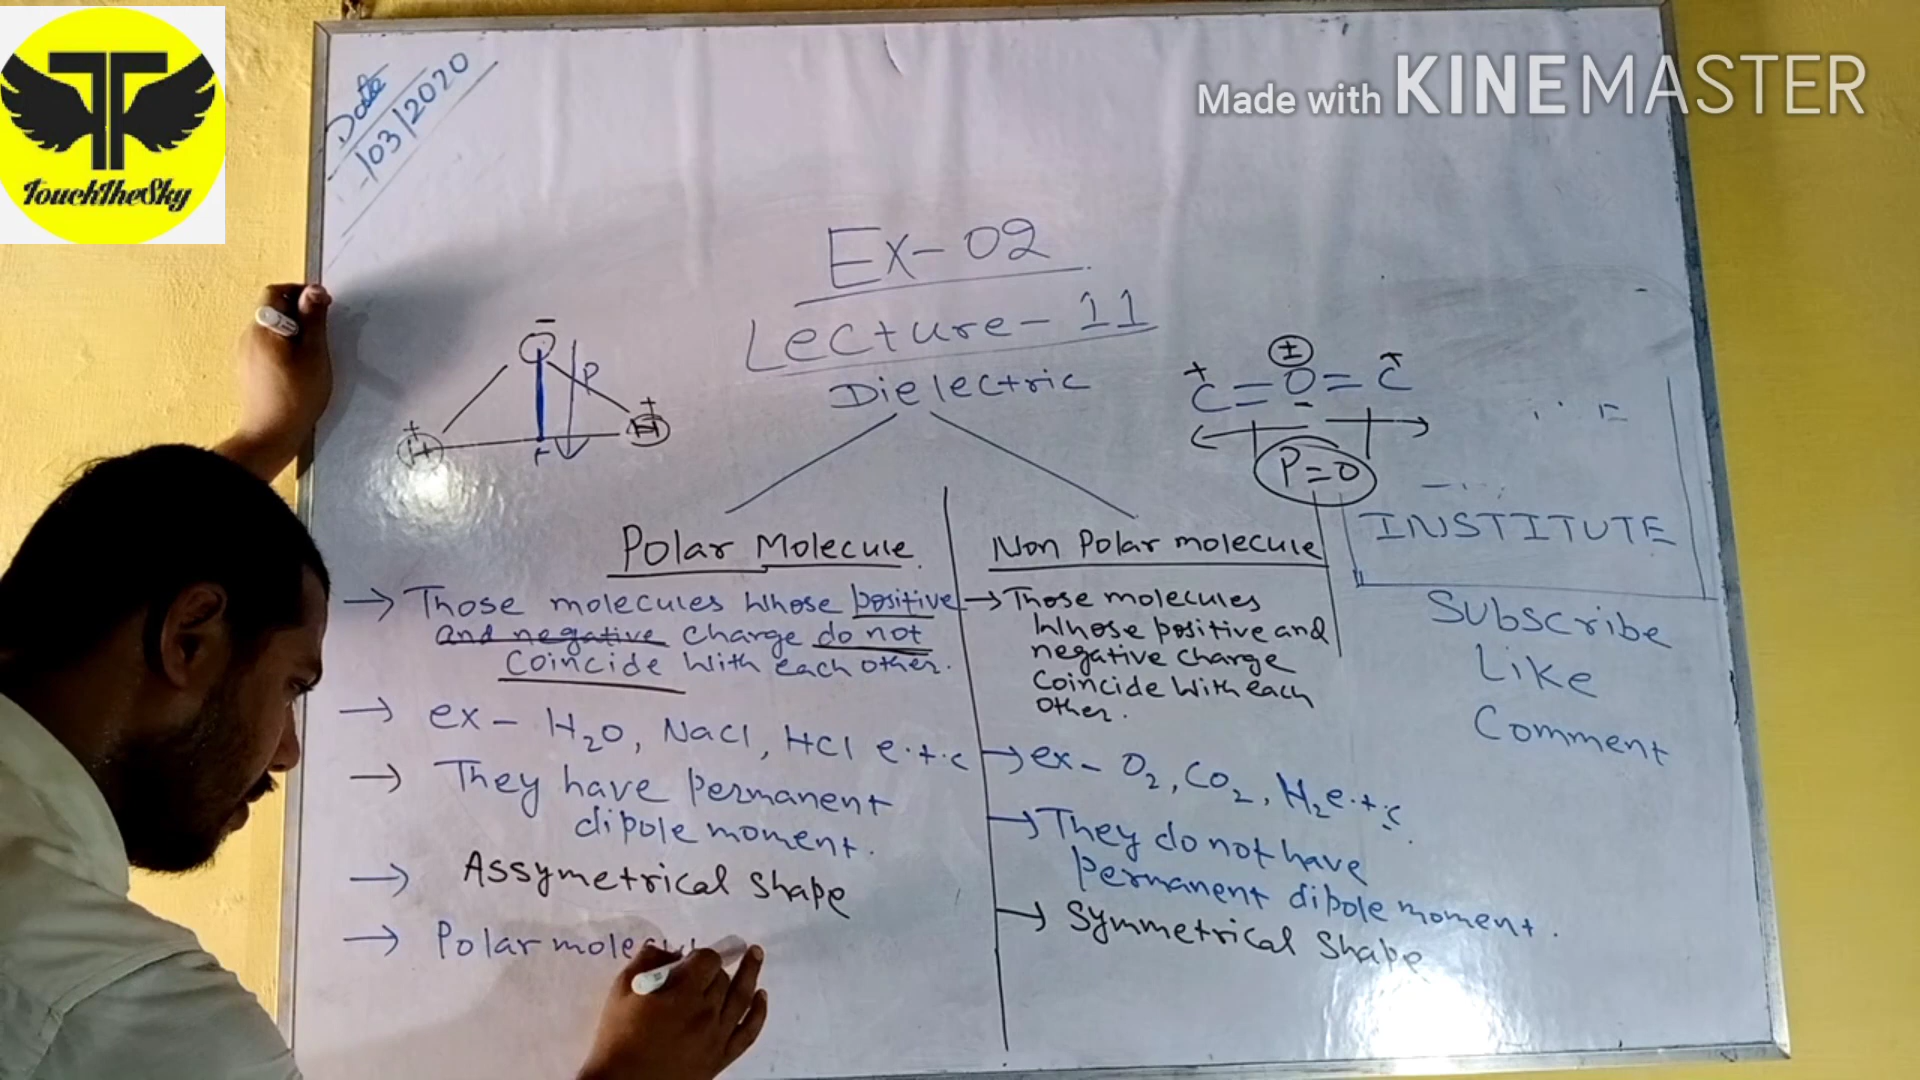 TouchTheSky
Made with KINEMASTER
Date
/03/2020
Ex-02
Lecture-11
Dielectric
O
P
H
H
+
+
-
+ +
C=O=C
±
-
P=0
INSTITUTE
Subscribe
Like
Comment
Polar Molecule
→ Those molecules whose positive
and negative charge do not
coincide with each other.
→ ex- H₂O, NaCl, HCl e.t.c
→ They have permanent
dipole moment.
→ Assymetrical shape
→ Polar molecul
Non Polar molecule
→ Those molecules
Whose positive and
negative charge
coincide with each
other.
→ ex- O₂, CO₂, H₂ e.t.c
→ They do not have
permanent dipole moment.
→ Symmetrical shape